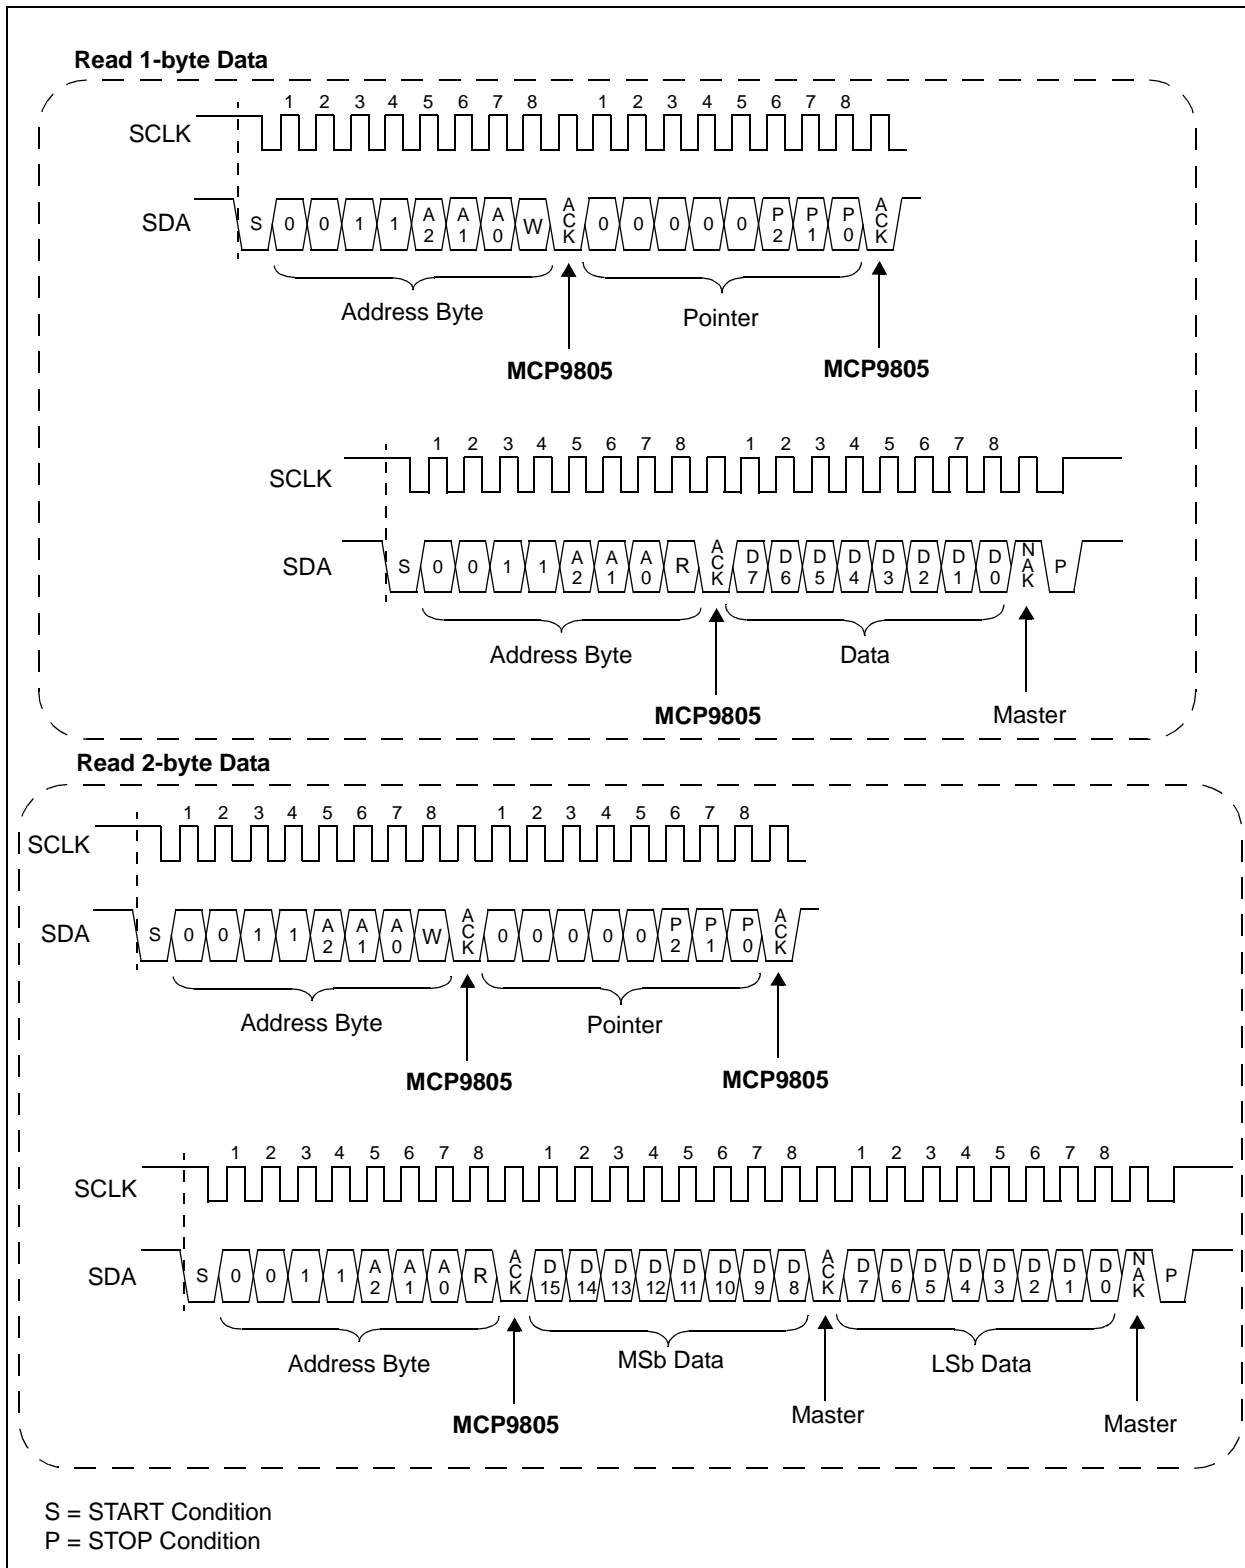 Read 1-byte Data
1 2 3 4 5 6 7 8 1 2 3 4 5 6 7 8
SCLK
SDA S 0 0 1 1 A2 A1 A0 W ACK 0 0 0 0 0 P2 P1 P0 ACK
Address Byte Pointer
MCP9805 MCP9805
1 2 3 4 5 6 7 8 1 2 3 4 5 6 7 8
SCLK
SDA S 0 0 1 1 A2 A1 A0 R ACK D7 D6 D5 D4 D3 D2 D1 D0 NAK P
Address Byte Data
MCP9805 Master
Read 2-byte Data
1 2 3 4 5 6 7 8 1 2 3 4 5 6 7 8
SCLK
SDA S 0 0 1 1 A2 A1 A0 W ACK 0 0 0 0 0 P2 P1 P0 ACK
Address Byte Pointer
MCP9805 MCP9805
1 2 3 4 5 6 7 8 1 2 3 4 5 6 7 8 1 2 3 4 5 6 7 8
SCLK
SDA S 0 0 1 1 A2 A1 A0 R ACK D15 D14 D13 D12 D11 D10 D9 D8 ACK D7 D6 D5 D4 D3 D2 D1 D0 NAK P
Address Byte MSb Data LSb Data
MCP9805 Master Master
S = START Condition
P = STOP Condition